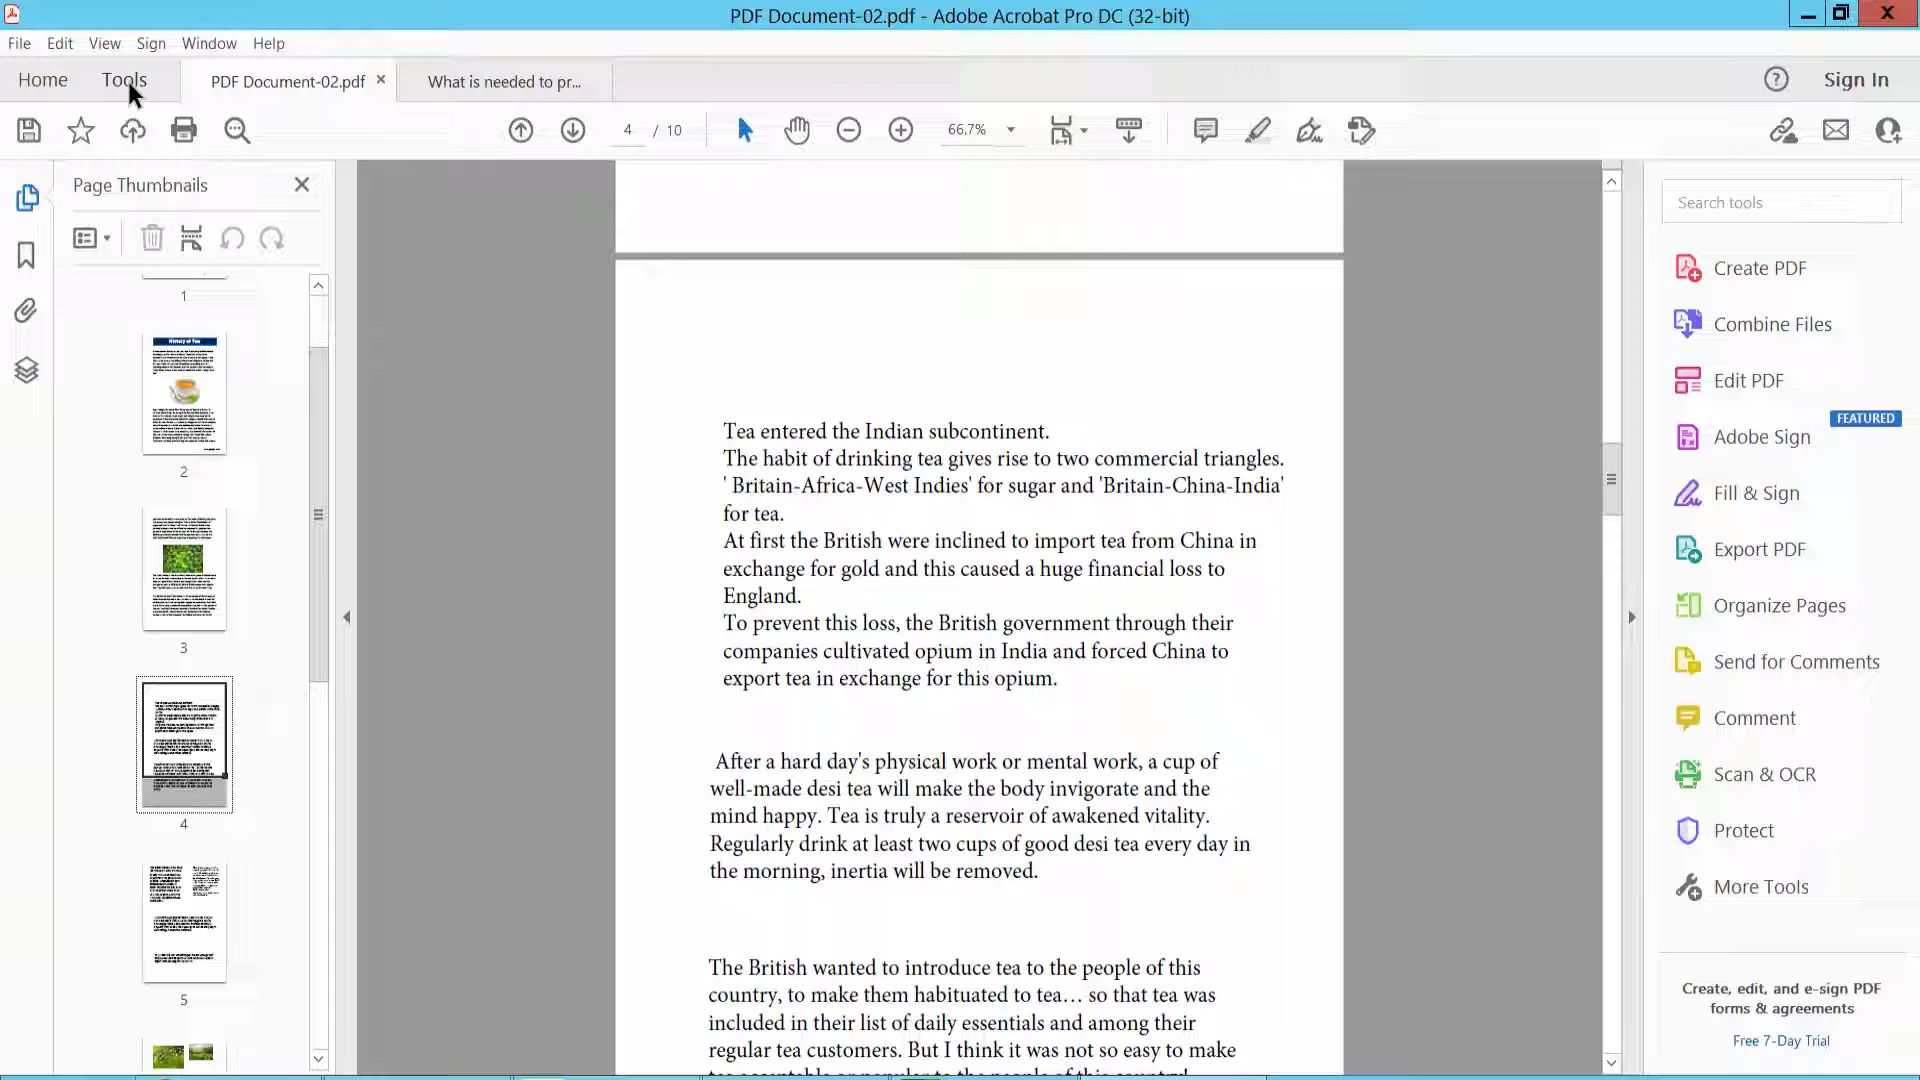 PDF Document-02.pdf - Adobe Acrobat Pro DC (32-bit)
File Edit View Sign Window Help
Home Tools PDF Document-02.pdf What is needed to pr... Sign In
4 / 10 66.7%
Page Thumbnails
1
History of Tea
2
3
4
5
Tea entered the Indian subcontinent.
The habit of drinking tea gives rise to two commercial triangles.
' Britain-Africa-West Indies' for sugar and 'Britain-China-India'
for tea.
At first the British were inclined to import tea from China in
exchange for gold and this caused a huge financial loss to
England.
To prevent this loss, the British government through their
companies cultivated opium in India and forced China to
export tea in exchange for this opium.
After a hard day's physical work or mental work, a cup of
well-made desi tea will make the body invigorate and the
mind happy. Tea is truly a reservoir of awakened vitality.
Regularly drink at least two cups of good desi tea every day in
the morning, inertia will be removed.
The British wanted to introduce tea to the people of this
country, to make them habituated to tea… so that tea was
included in their list of daily essentials and among their
regular tea customers. But I think it was not so easy to make
Search tools
Create PDF
Combine Files
Edit PDF
FEATURED
Adobe Sign
Fill & Sign
Export PDF
Organize Pages
Send for Comments
Comment
Scan & OCR
Protect
More Tools
Create, edit, and e-sign PDF
forms & agreements
Free 7-Day Trial